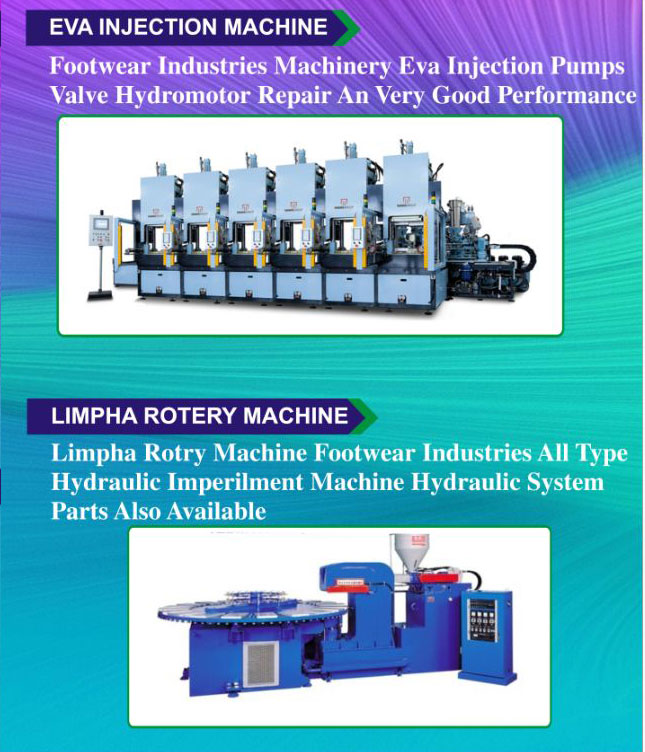 EVA INJECTION MACHINE
Footwear Industries Machinery Eva Injection Pumps
Valve Hydromotor Repair An Very Good Performance
LIMPHA ROTERY MACHINE
Limpha Rotry Machine Footwear Industries All Type
Hydraulic Imperilment Machine Hydraulic System
Parts Also Available